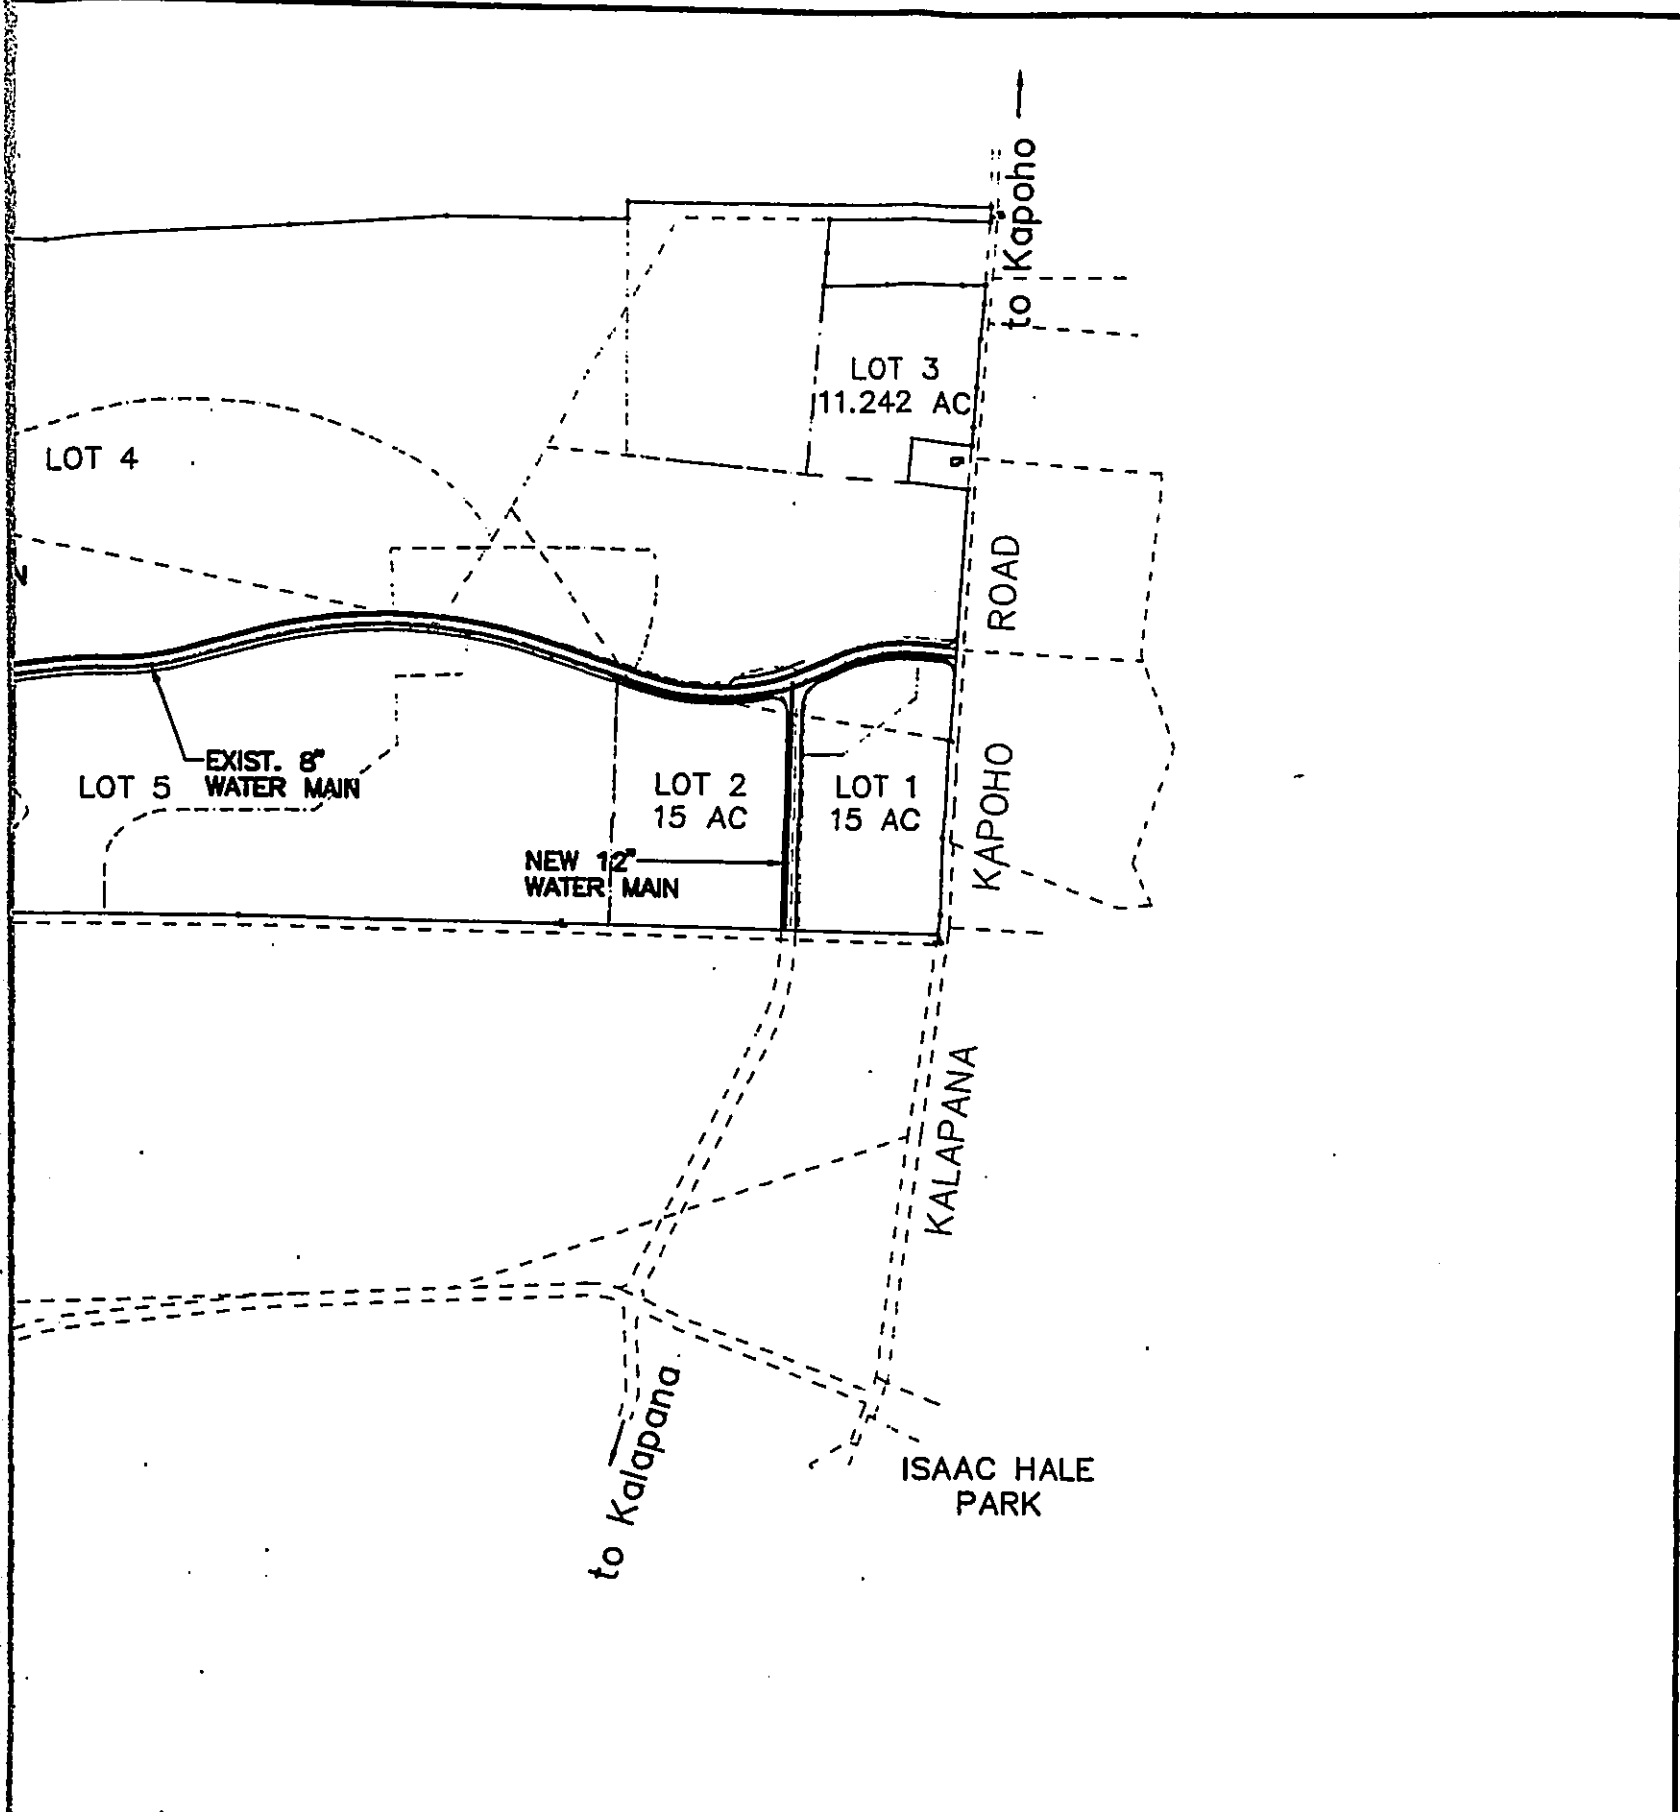 to Kapoho
LOT 3
11.242 AC
LOT 4
N
ROAD
EXIST. 8"
WATER MAIN
LOT 5
LOT 2
15 AC
LOT 1
15 AC
KAPOHO
NEW 12"
WATER MAIN
KALAPANA
to Kalapana
ISAAC HALE
PARK